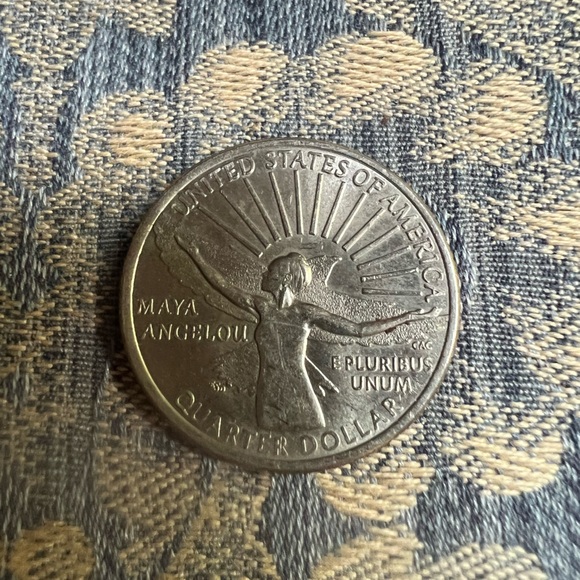 UNITED STATES OF AMERICA
MAYA
ANGELOU
E PLURIBUS
UNUM
QUARTER DOLLAR